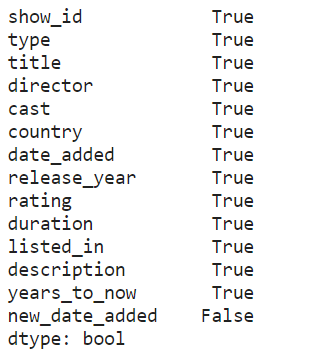 show_id True
type True
title True
director True
cast True
country True
date_added True
release_year True
rating True
duration True
listed_in True
description True
years_to_now True
new_date_added False
dtype: bool